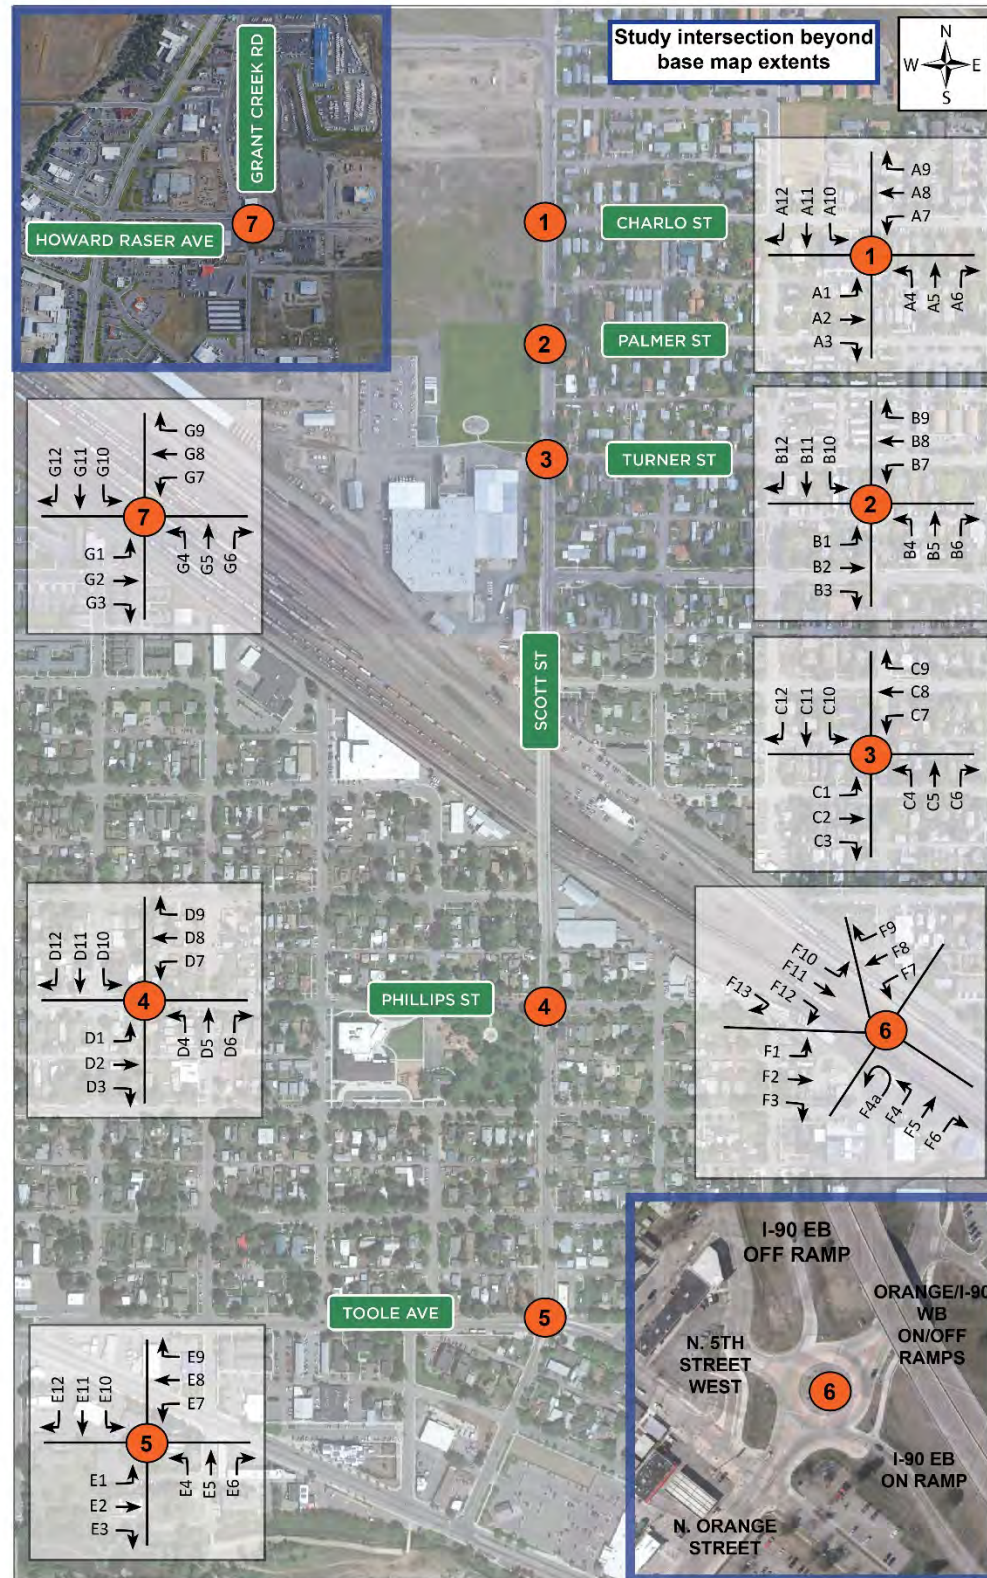 Study intersection beyond
base map extents
N
W
E
S
GRANT CREEK RD
7
HOWARD RASER AVE
1
CHARLO ST
2
PALMER ST
3
TURNER ST
SCOTT ST
PHILLIPS ST
4
TOOLE AVE
5
A12
A11
A10
A9
A8
A7
1
A1
A2
A3
A4
A5
A6
B12
B11
B10
B9
B8
B7
2
B1
B2
B3
B4
B5
B6
G12
G11
G10
G9
G8
G7
7
G1
G2
G3
G4
G5
G6
C12
C11
C10
C9
C8
C7
3
C1
C2
C3
C4
C5
C6
D12
D11
D10
D9
D8
D7
4
D1
D2
D3
D4
D5
D6
F13
F12
F11
F10
F9
F8
F7
6
F1
F2
F3
F4a
F4
F5
F6
E12
E11
E10
E9
E8
E7
5
E1
E2
E3
E4
E5
E6
I-90 EB
OFF RAMP
ORANGE/I-90
WB
ON/OFF
RAMPS
N. 5TH
STREET
WEST
6
I-90 EB
ON RAMP
N. ORANGE
STREET